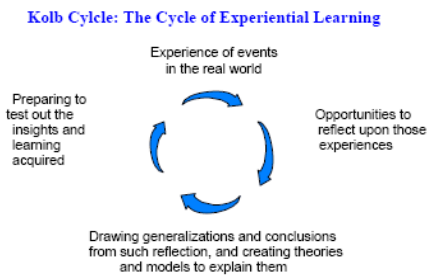 Kolb Cylcle: The Cycle of Experiential Learning
Experience of events
in the real world
Opportunities to
reflect upon those
experiences
Drawing generalizations and conclusions
from such reflection, and creating theories
and models to explain them
Preparing to
test out the
insights and
learning
acquired